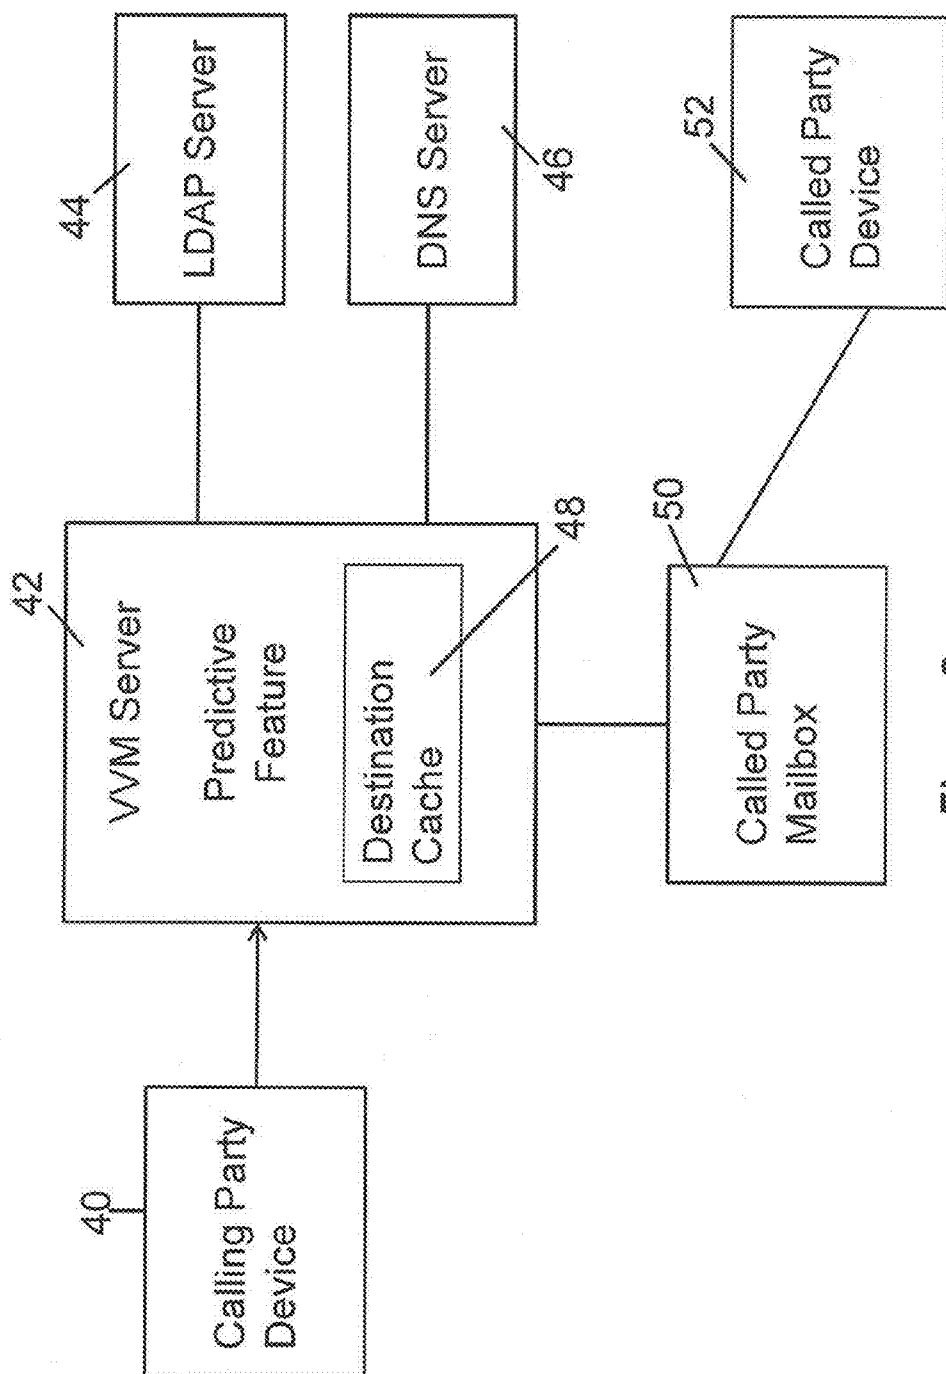 40
Calling Party
Device
42
VVM Server
Predictive
Feature
Destination
Cache
48
44
LDAP Server
DNS Server
46
50
Called Party
Mailbox
52
Called Party
Device